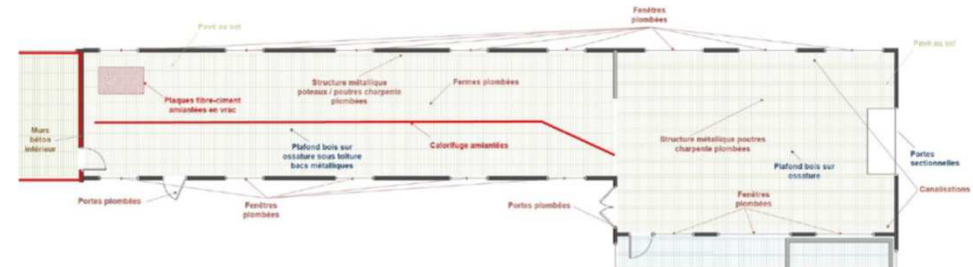 Fenêtres
plombées
Pavé au sol
Pavé au sol
Structure métallique
poteaux / poutres charpente
plombées
Fermes plombées
Plaques fibre-ciment
amiantées en vrac
Murs
béton
intérieur
Plafond bois sur
ossature sous toiture
bacs métalliques
Calorifuge amiantées
Structure métallique poutres
charpente plombées
Plafond bois sur
ossature
Portes
sectionnelles
Canalisations
Portes plombées
Fenêtres
plombées
Portes plombées
Fenêtres
plombées